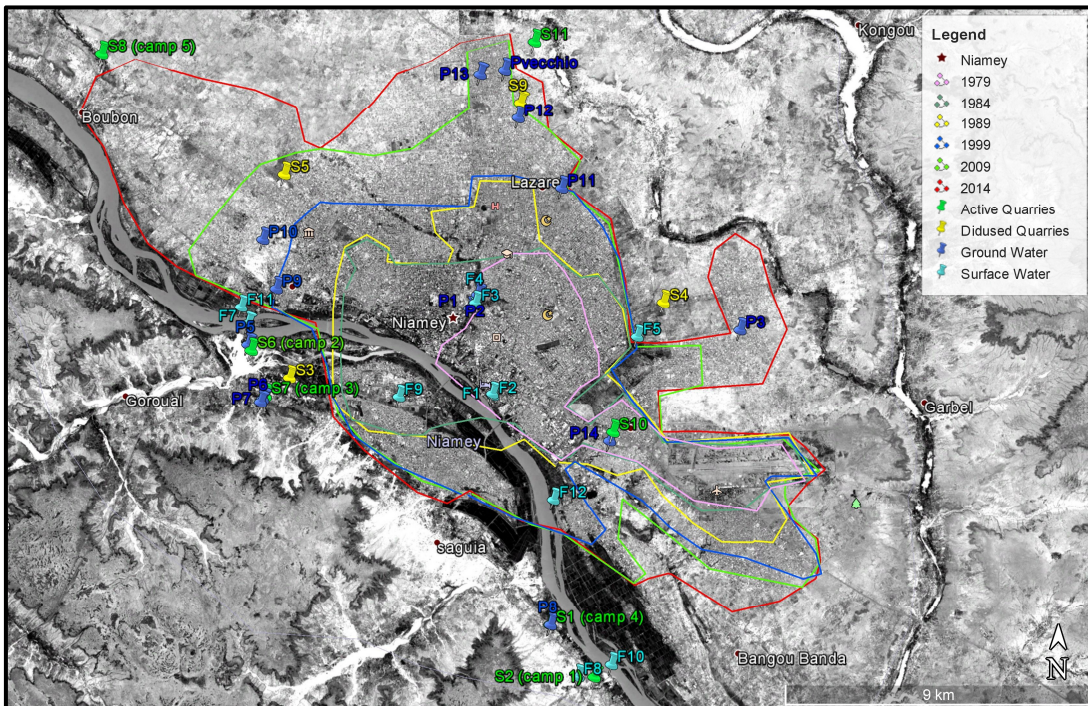 S8 (camp 5)
S11
Kongou
Legend
Niamey
1979
1984
1989
1999
2009
2014
Active Quarries
Didused Quarries
Ground Water
Surface Water
P13
Pvecchio
S9
P12
Boubon
S5
Lazare
P11
P10
P9
F4
F3
P1
P2
Niamey
S4
P3
F5
F11
F7
P5
S6 (camp 2)
S3
P6
S7 (camp 3)
P7
Goroual
F9
F1
F2
Garbel
S10
P14
Niamey
F12
saguia
P8
S1 (camp 4)
F10
F8
S2 (camp 1)
Bangou Banda
N
9 km